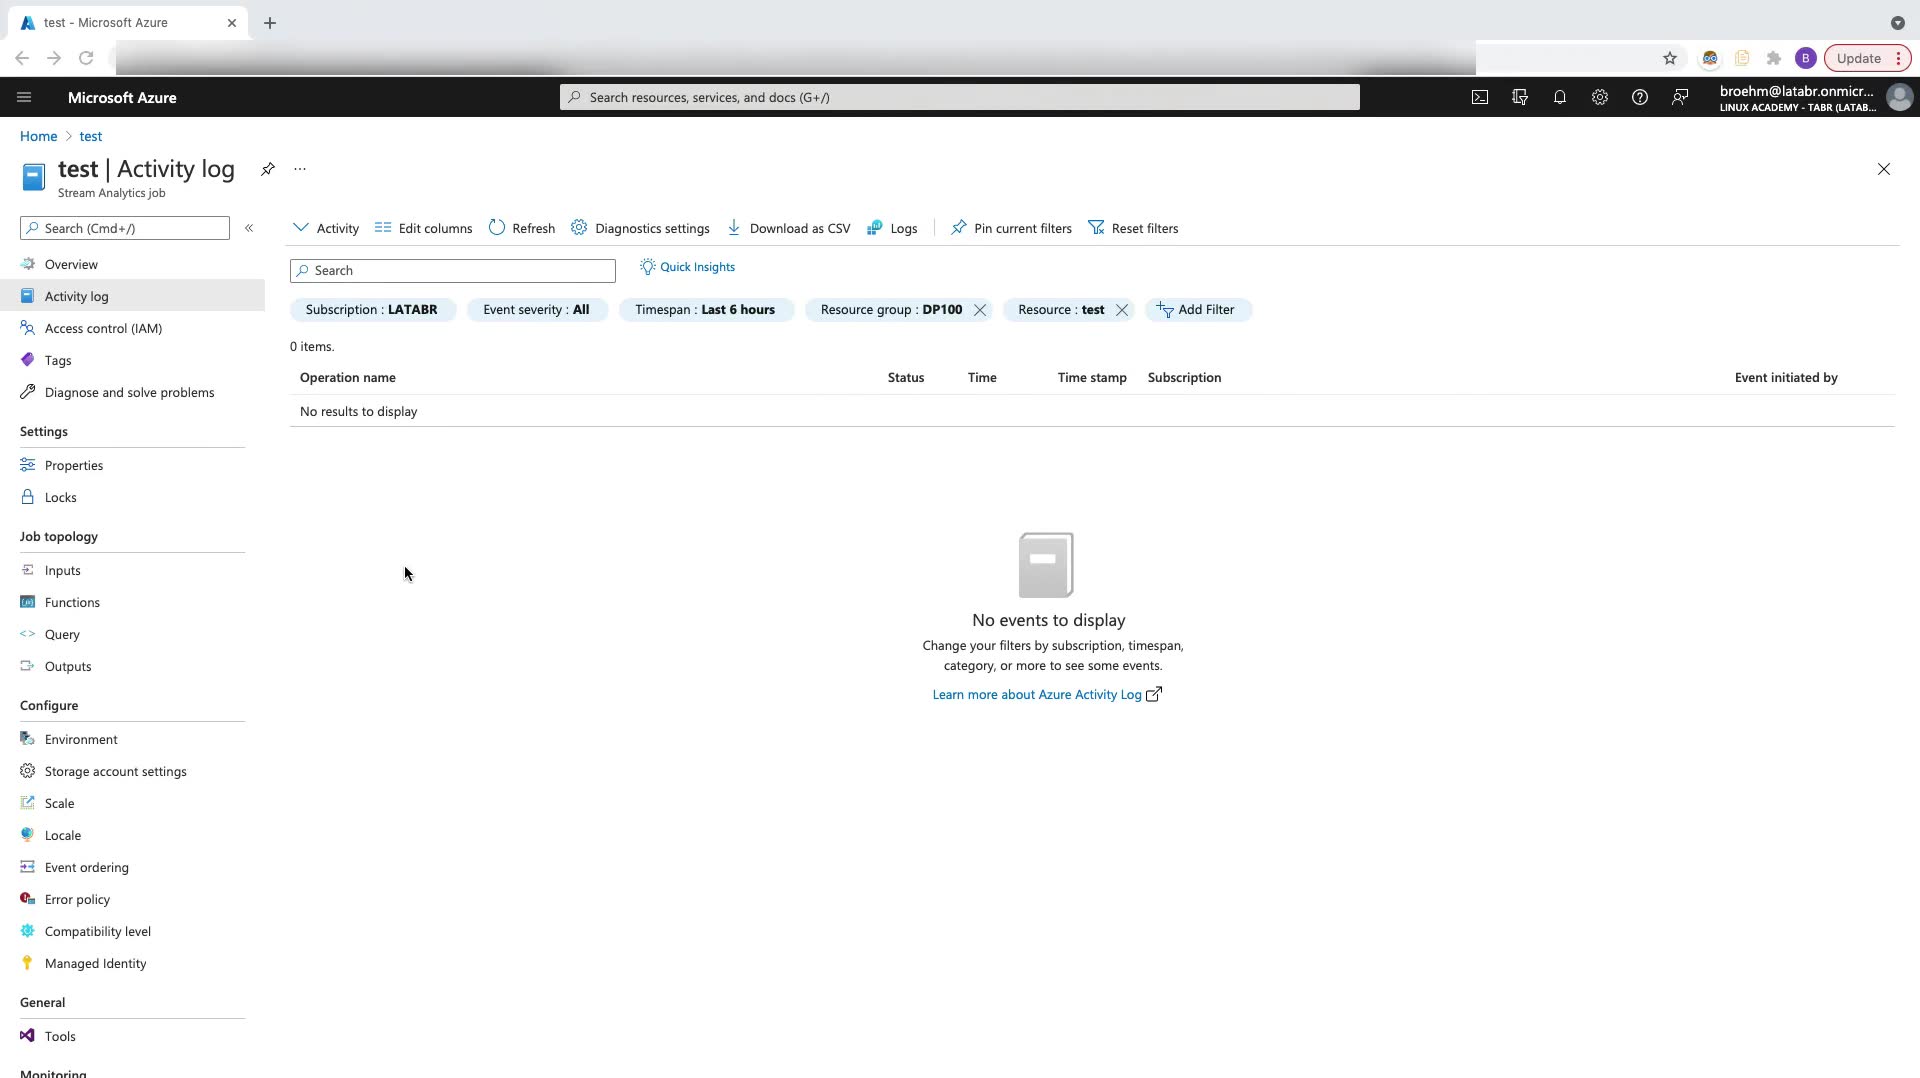 test - Microsoft Azure
B
Update
Microsoft Azure
Search resources, services, and docs (G+/)
broehm@latabr.onmicr...
LINUX ACADEMY - TABR (LATAB...
Home > test
test | Activity log
...
Stream Analytics job
Search (Cmd+/)
«
Activity
Edit columns
Refresh
Diagnostics settings
Download as CSV
Logs
Pin current filters
Reset filters
Overview
Activity log
Access control (IAM)
Tags
Diagnose and solve problems
Settings
Properties
Locks
Job topology
Inputs
Functions
Query
Outputs
Configure
Environment
Storage account settings
Scale
Locale
Event ordering
Error policy
Compatibility level
Managed Identity
General
Tools
Monitoring
Search
Quick Insights
Subscription : LATABR
Event severity : All
Timespan : Last 6 hours
Resource group : DP100
Resource : test
Add Filter
0 items.
Operation name
Status
Time
Time stamp
Subscription
Event initiated by
No results to display
No events to display
Change your filters by subscription, timespan,
category, or more to see some events.
Learn more about Azure Activity Log